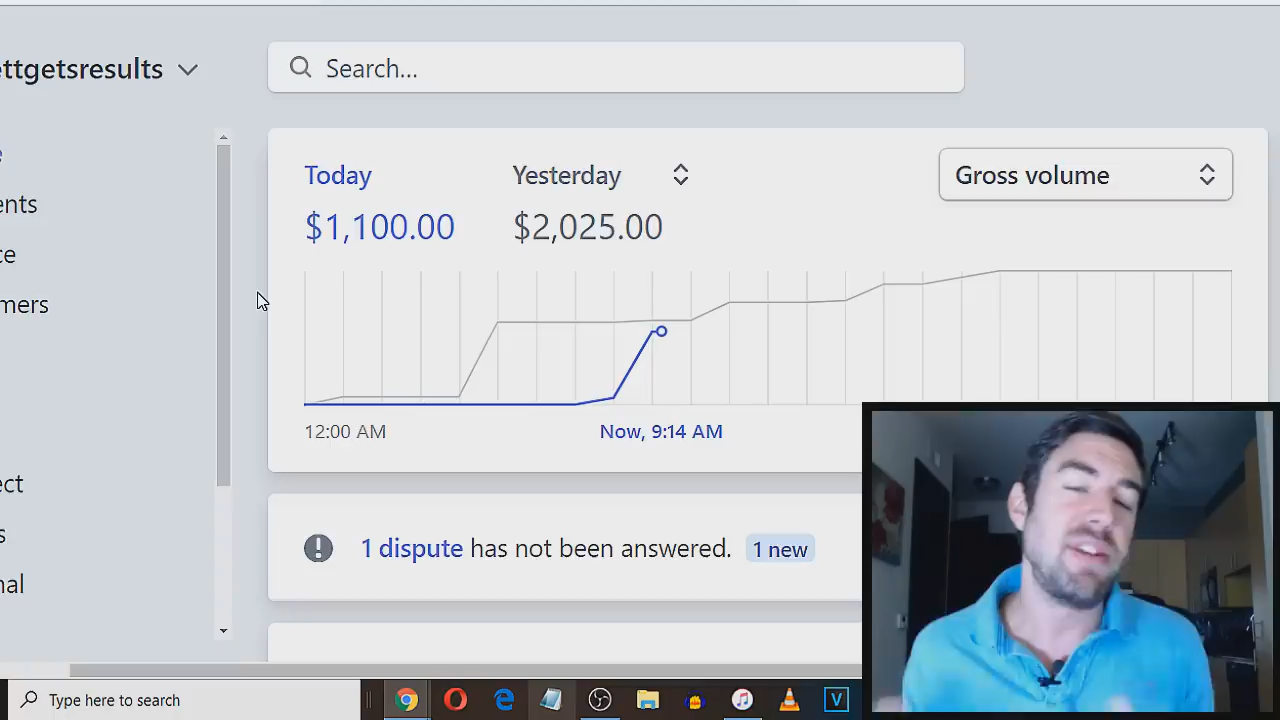 ettgetsresults
Search...
ents
ce
mers
ect
s
nal
Today
Yesterday
Gross volume
$1,100.00
$2,025.00
12:00 AM
Now, 9:14 AM
1 dispute has not been answered.
1 new
Type here to search
V